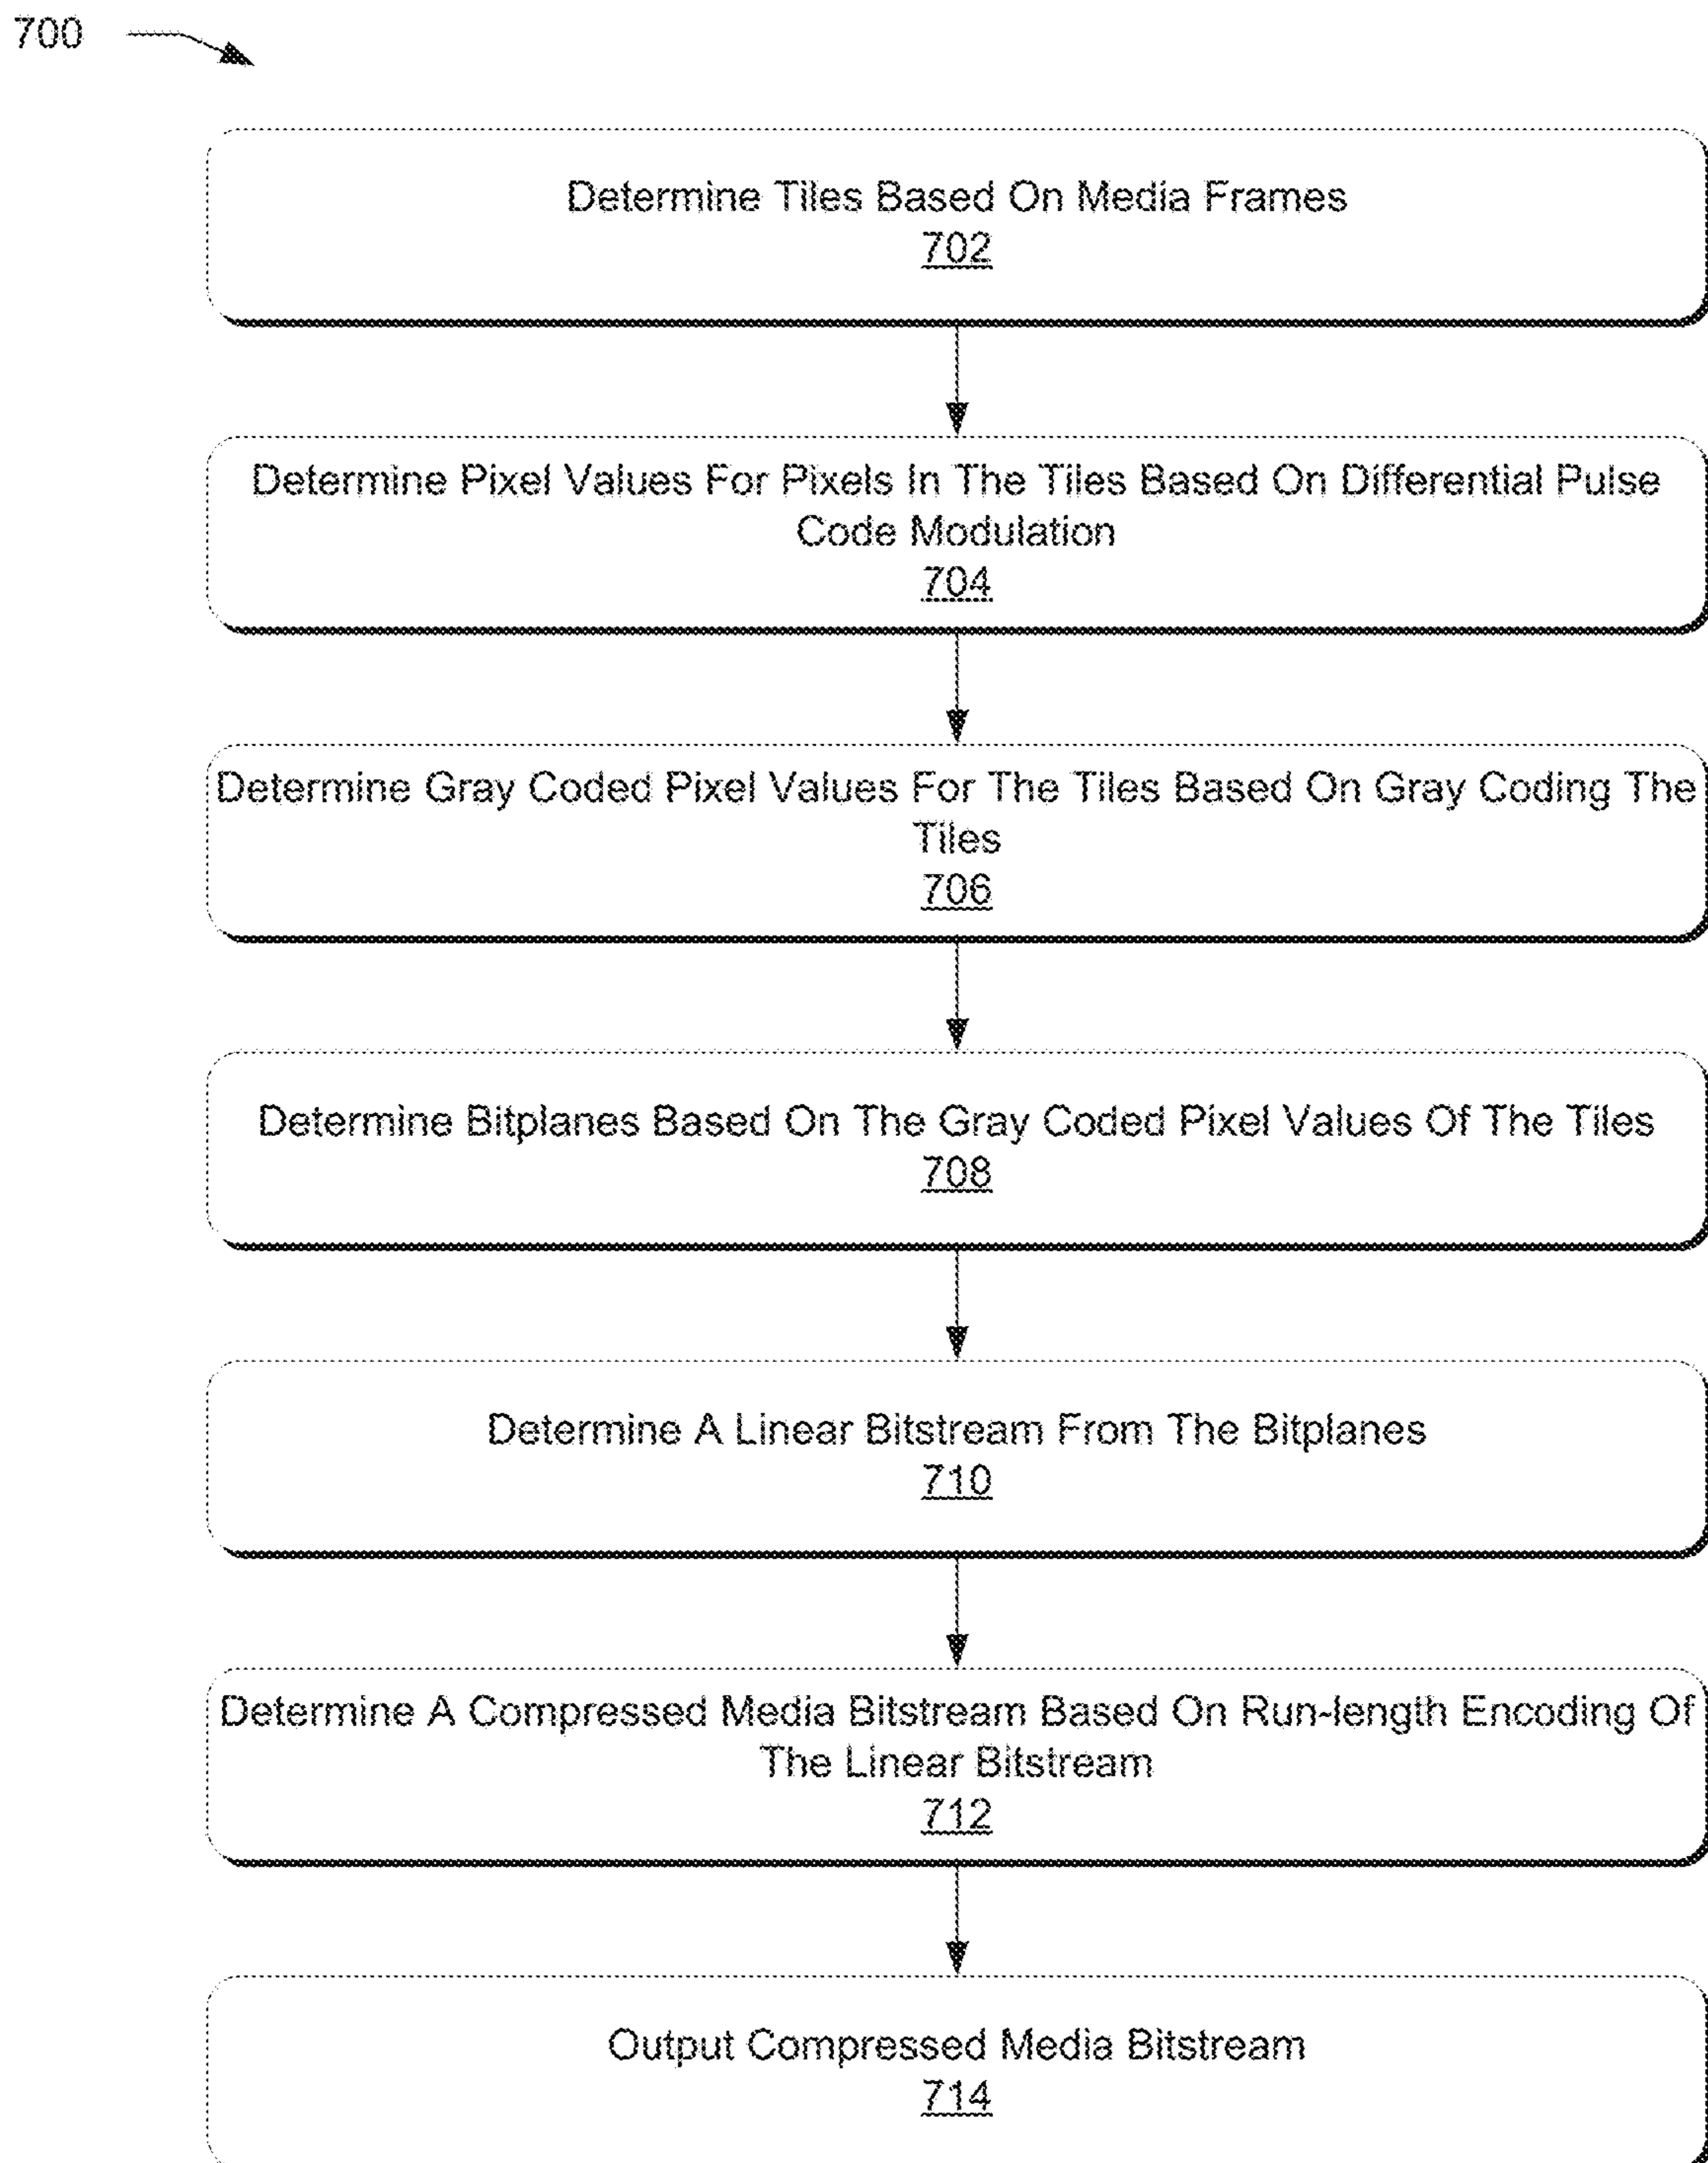 700
Determine Tiles Based On Media Frames
702
Determine Pixel Values For Pixels In The Tiles Based On Differential Pulse
Code Modulation
704
Determine Gray Coded Pixel Values For The Tiles Based On Gray Coding The
Tiles
706
Determine Bitplanes Based On The Gray Coded Pixel Values Of The Tiles
708
Determine A Linear Bitstream From The Bitplanes
710
Determine A Compressed Media Bitstream Based On Run-length Encoding Of
The Linear Bitstream
712
Output Compressed Media Bitstream
714